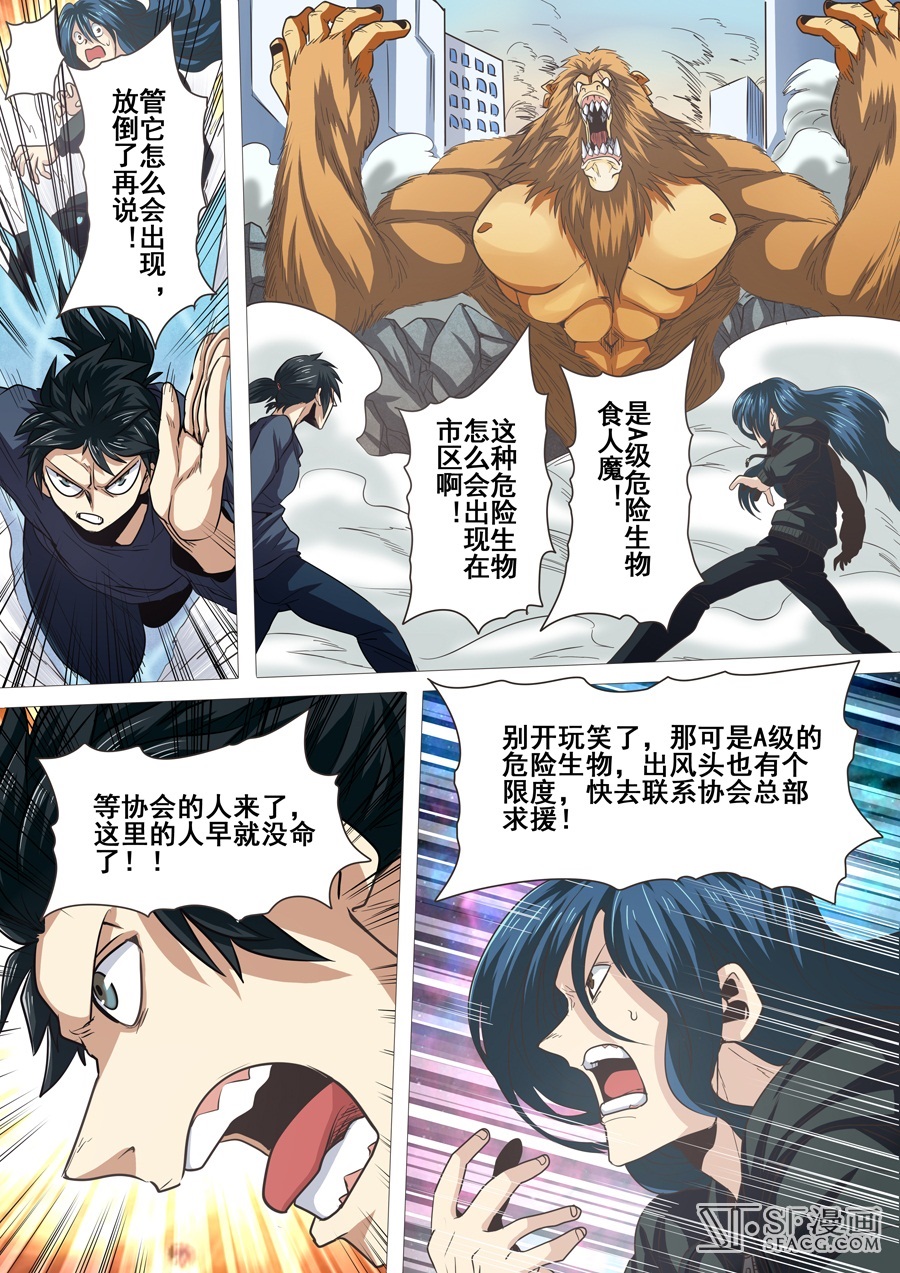 是A级危险生物
食人魔！
这种危险生物
怎么会出现在
市区啊！
管它怎么会出现，
放倒了再说！
别开玩笑了，那可是A级的
危险生物，出风头也有个
限度，快去联系协会总部
求援！
等协会的人来了，
这里的人早就没命
了！！
SF漫画
SFACG.COM